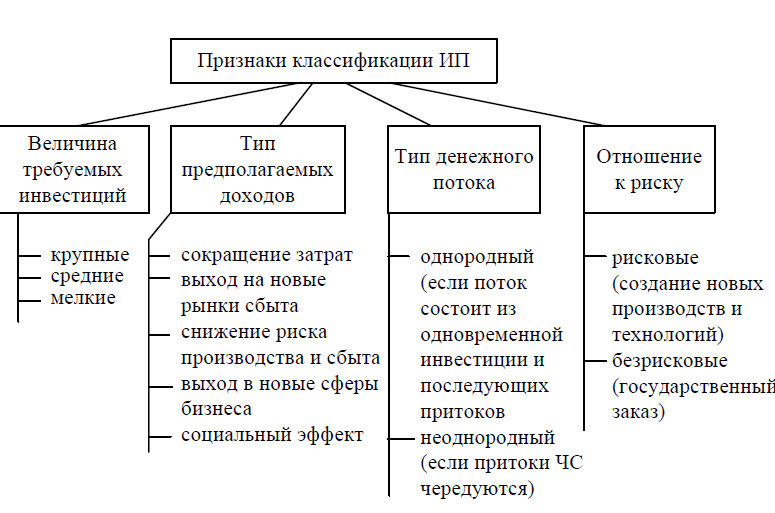 Признаки классификации ИП
Величина
требуемых
инвестиций
Тип
предполагаемых
доходов
Тип денежного
потока
Отношение
к риску
крупные
средние
мелкие
сокращение затрат
выход на новые
рынки сбыта
снижение риска
производства и сбыта
выход в новые сферы
бизнеса
социальный эффект
однородный
(если поток
состоит из
одновременной
инвестиции и
последующих
притоков
неоднородный
(если притоки ЧС
чередуются)
рисковые
(создание новых
производств и
технологий)
безрисковые
(государственный
заказ)